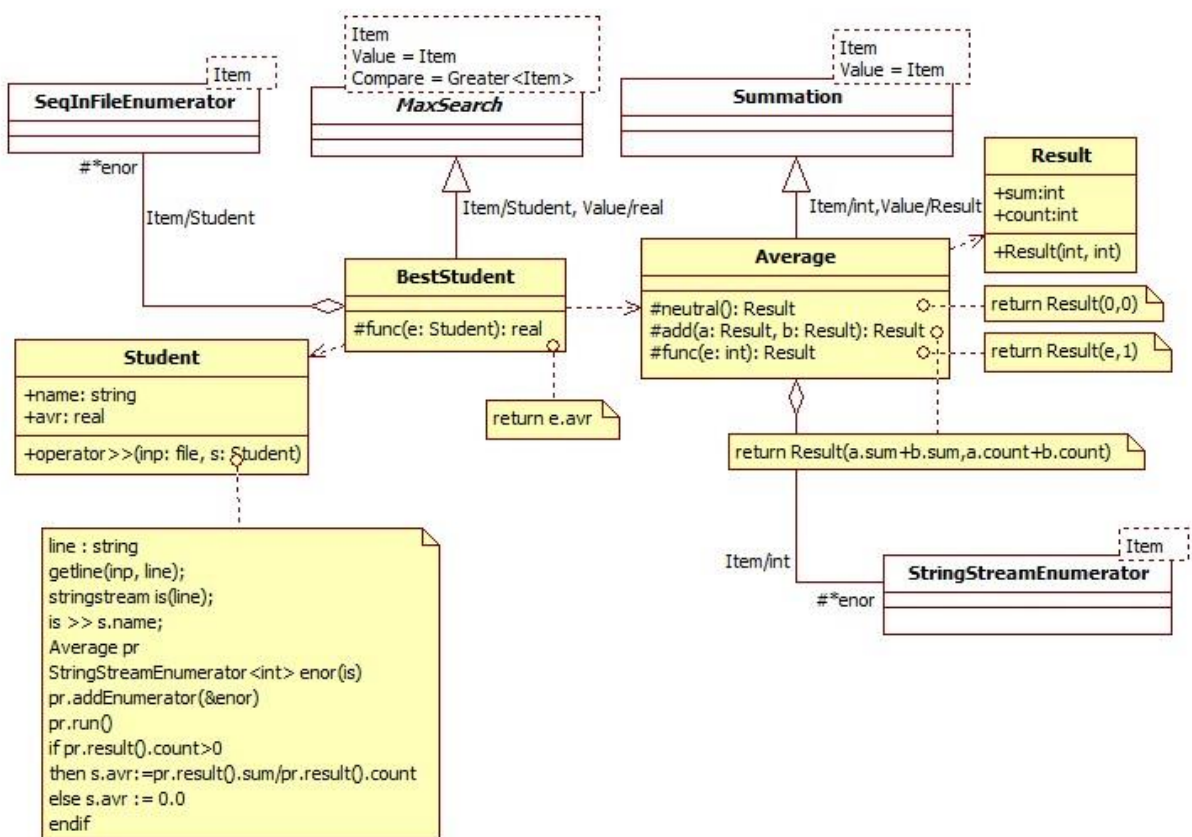 Item
Value = Item
Compare = Greater<Item>
Item
Value = Item
Item
SeqInFileEnumerator
MaxSearch
Summation
Result
+sum:int
+count:int
+Result(int, int)
#*enor
Item/Student
Item/Student, Value/real
Item/int,Value/Result
BestStudent
#func(e: Student): real
Average
#neutral(): Result
#add(a: Result, b: Result): Result
#func(e: int): Result
return Result(0,0)
return Result(e,1)
Student
+name: string
+avr: real
+operator>>(inp: file, s: Student)
return e.avr
return Result(a.sum+b.sum,a.count+b.count)
line : string
getline(inp, line);
stringstream is(line);
is >> s.name;
Average pr
StringStreamEnumerator<int> enor(is)
pr.addEnumerator(&enor)
pr.run()
if pr.result().count>0
then s.avr:=pr.result().sum/pr.result().count
else s.avr := 0.0
endif
Item/int
#*enor
Item
StringStreamEnumerator